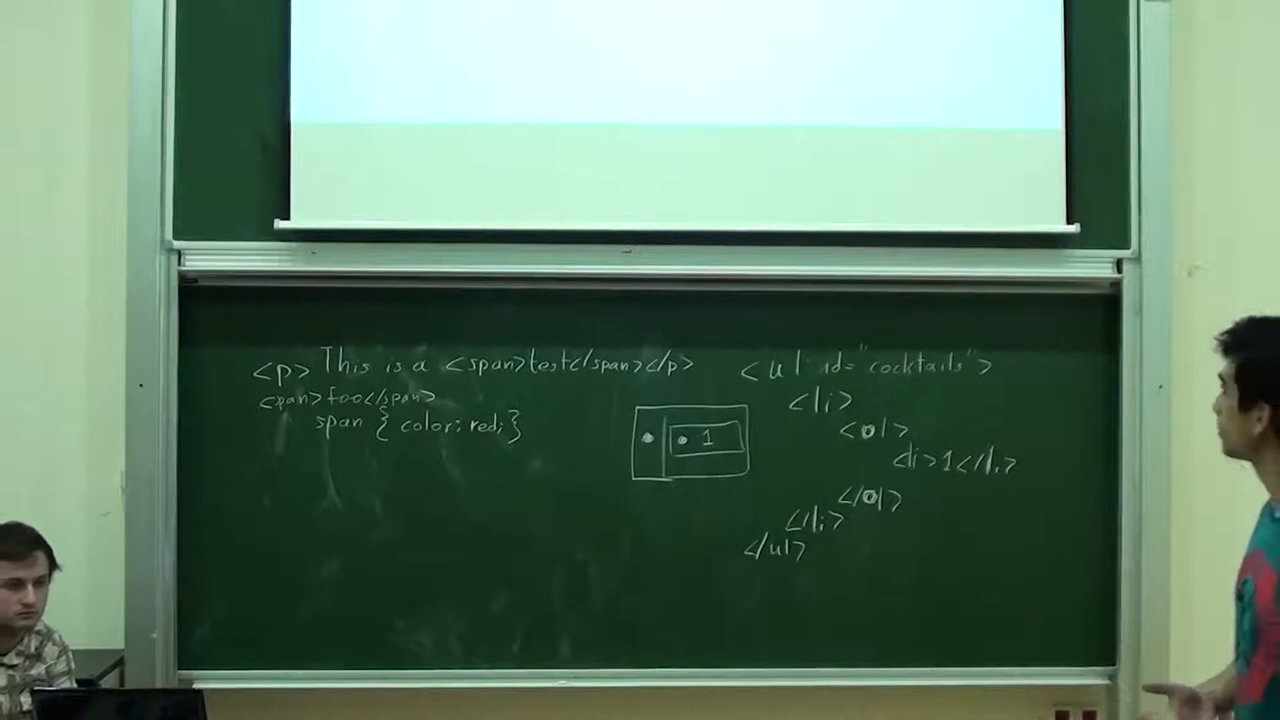 <p> This is a <span>test</span></p>
<pan>foo</span>
span { color: red; }
1
<ul id="cocktails">
<li>
<ol>
<li>1</li>
</ol>
</li>
</ul>